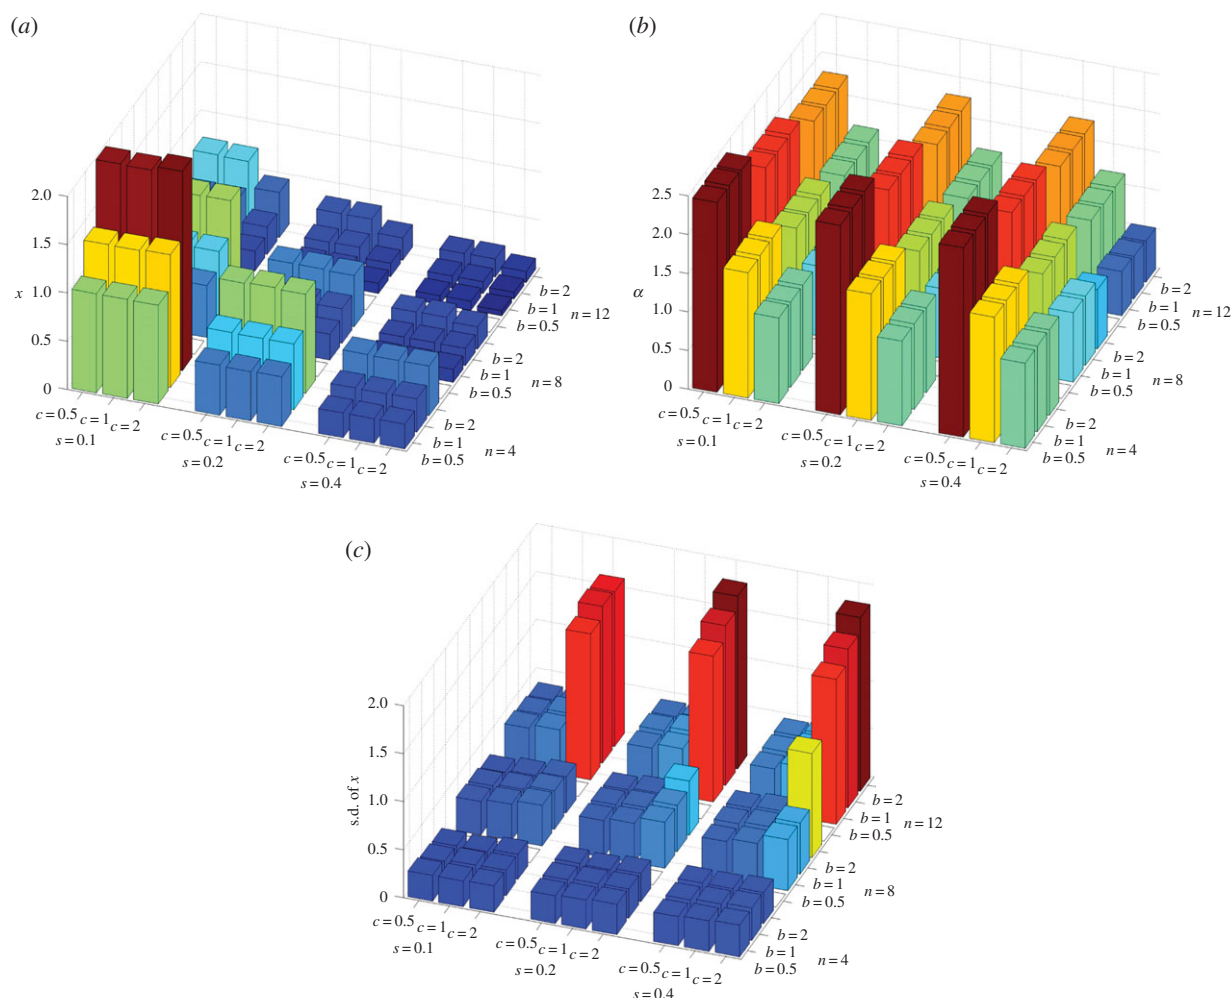 (a)
2.0
1.5
x
1.0
0.5
0
c = 0.5 c = 1 c = 2
s = 0.1
c = 0.5 c = 1 c = 2
s = 0.2
c = 0.5 c = 1 c = 2
s = 0.4
b = 2
b = 1 n = 12
b = 0.5
b = 2
b = 1 n = 8
b = 0.5
b = 2
b = 1 n = 4
b = 0.5
(b)
2.5
2.0
1.5
α
1.0
0.5
0
c = 0.5 c = 1 c = 2
s = 0.1
c = 0.5 c = 1 c = 2
s = 0.2
c = 0.5 c = 1 c = 2
s = 0.4
b = 2
b = 1 n = 12
b = 0.5
b = 2
b = 1 n = 8
b = 0.5
b = 2
b = 1 n = 4
b = 0.5
(c)
2.0
1.5
s.d. of x
1.0
0.5
0
c = 0.5 c = 1 c = 2
s = 0.1
c = 0.5 c = 1 c = 2
s = 0.2
c = 0.5 c = 1 c = 2
s = 0.4
b = 2
b = 1 n = 12
b = 0.5
b = 2
b = 1 n = 8
b = 0.5
b = 2
b = 1 n = 4
b = 0.5